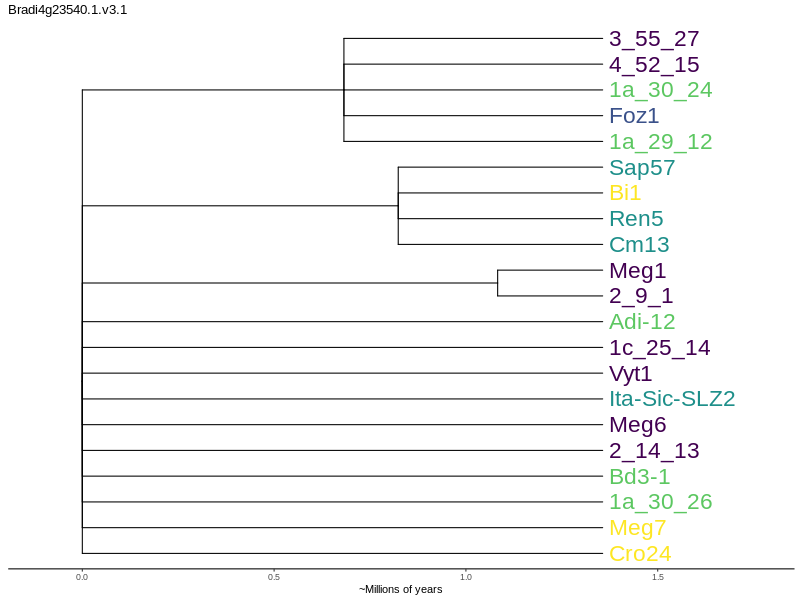 Bradi4g23540.1.v3.1
3_55_27
4_52_15
1a_30_24
Foz1
1a_29_12
Sap57
Bi1
Ren5
Cm13
Meg1
2_9_1
Adi-12
1c_25_14
Vyt1
Ita-Sic-SLZ2
Meg6
2_14_13
Bd3-1
1a_30_26
Meg7
Cro24
0.0 0.5 1.0 1.5
~Millions of years